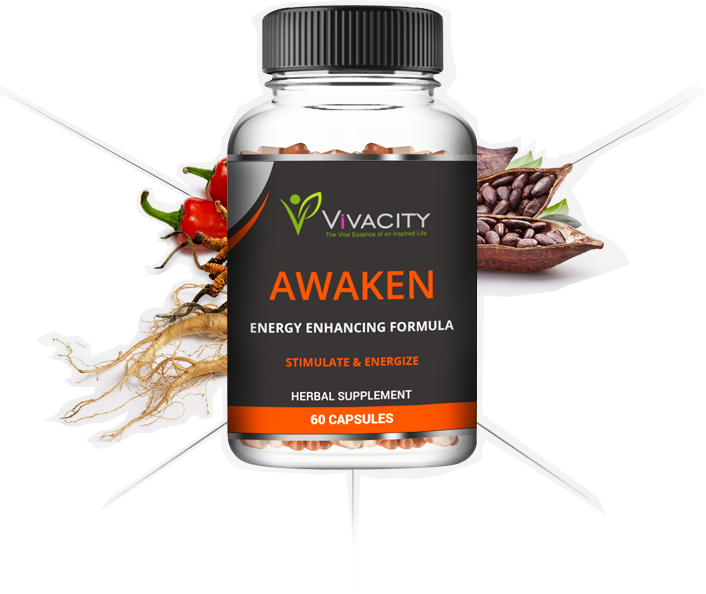 ViVACITY
The Vital Essence of an Inspired Life
AWAKEN
ENERGY ENHANCING FORMULA
STIMULATE & ENERGIZE
HERBAL SUPPLEMENT
60 CAPSULES